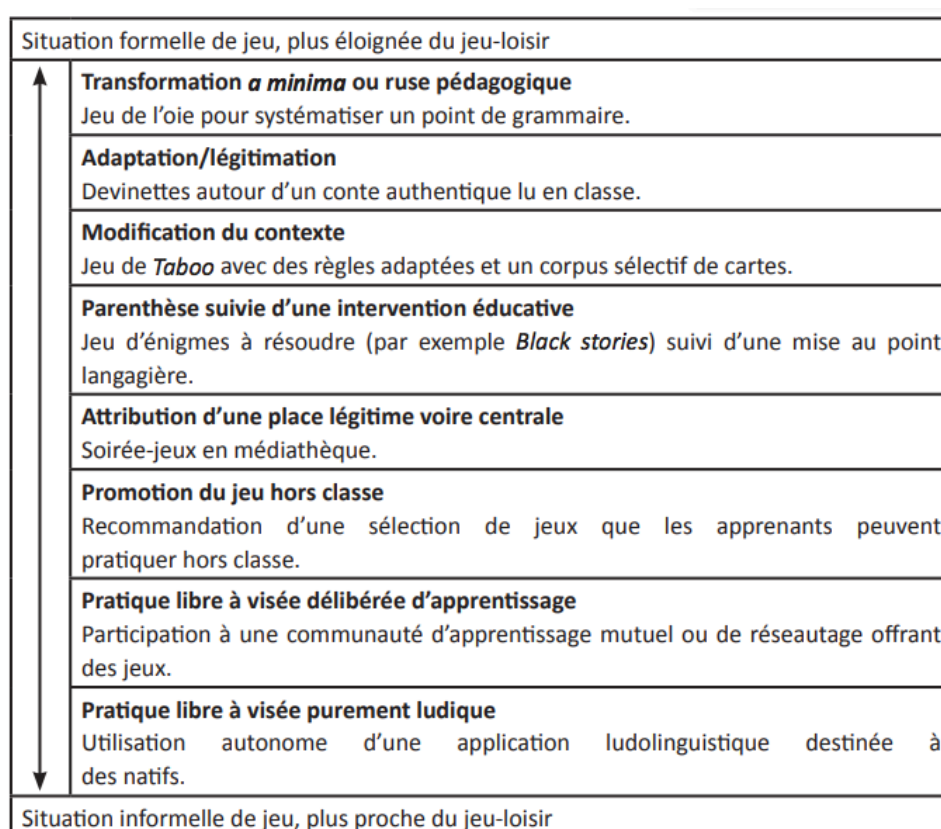 Situation formelle de jeu, plus éloignée du jeu-loisir
Transformation a minima ou ruse pédagogique
Jeu de l'oie pour systématiser un point de grammaire.
Adaptation/légitimation
Devinettes autour d'un conte authentique lu en classe.
Modification du contexte
Jeu de Taboo avec des règles adaptées et un corpus sélectif de cartes.
Parenthèse suivie d'une intervention éducative
Jeu d'énigmes à résoudre (par exemple Black stories) suivi d'une mise au point
langagière.
Attribution d'une place légitime voire centrale
Soirée-jeux en médiathèque.
Promotion du jeu hors classe
Recommandation d'une sélection de jeux que les apprenants peuvent
pratiquer hors classe.
Pratique libre à visée délibérée d'apprentissage
Participation à une communauté d'apprentissage mutuel ou de réseautage offrant
des jeux.
Pratique libre à visée purement ludique
Utilisation autonome d'une application ludolinguistique destinée à
des natifs.
Situation informelle de jeu, plus proche du jeu-loisir